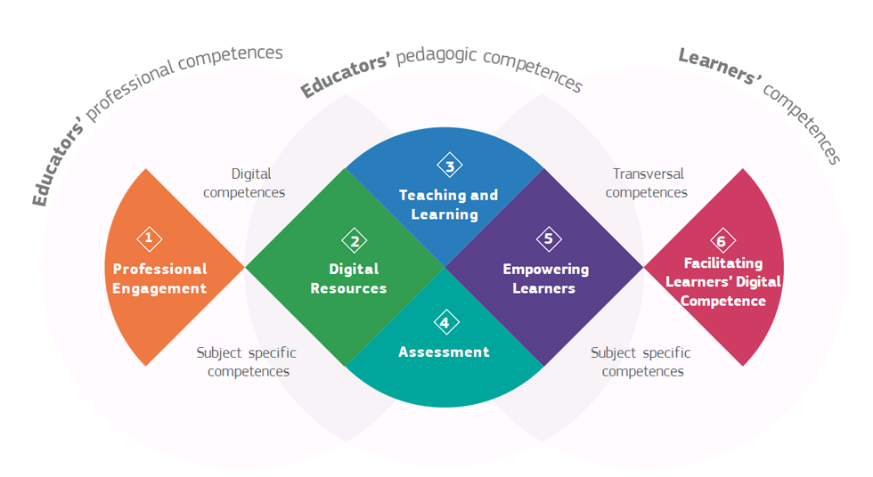 Educators’ professional competences
Educators’ pedagogic competences
Learners’ competences
Digital
competences
Transversal
competences
1
Professional
Engagement
2
Digital
Resources
3
Teaching and
Learning
4
Assessment
5
Empowering
Learners
6
Facilitating
Learners’ Digital
Competence
Subject specific
competences
Subject specific
competences